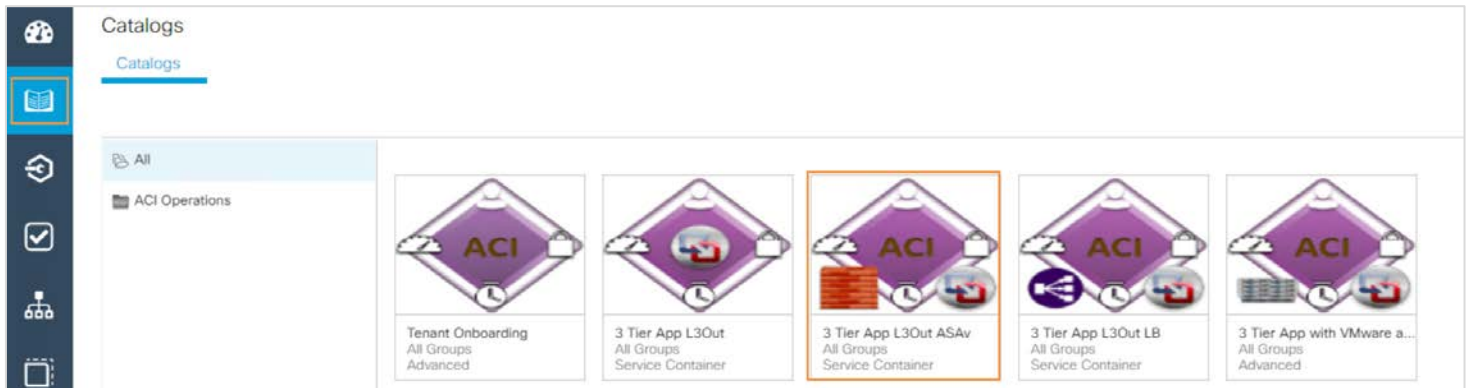 Catalogs
Catalogs
All
ACI Operations
ACI
ACI
ACI
ACI
Tenant Onboarding
All Groups
Advanced
3 Tier App L3Out
All Groups
Service Container
3 Tier App L3Out ASAv
All Groups
Service Container
3 Tier App L3Out LB
All Groups
Service Container
3 Tier App with VMware a...
All Groups
Advanced